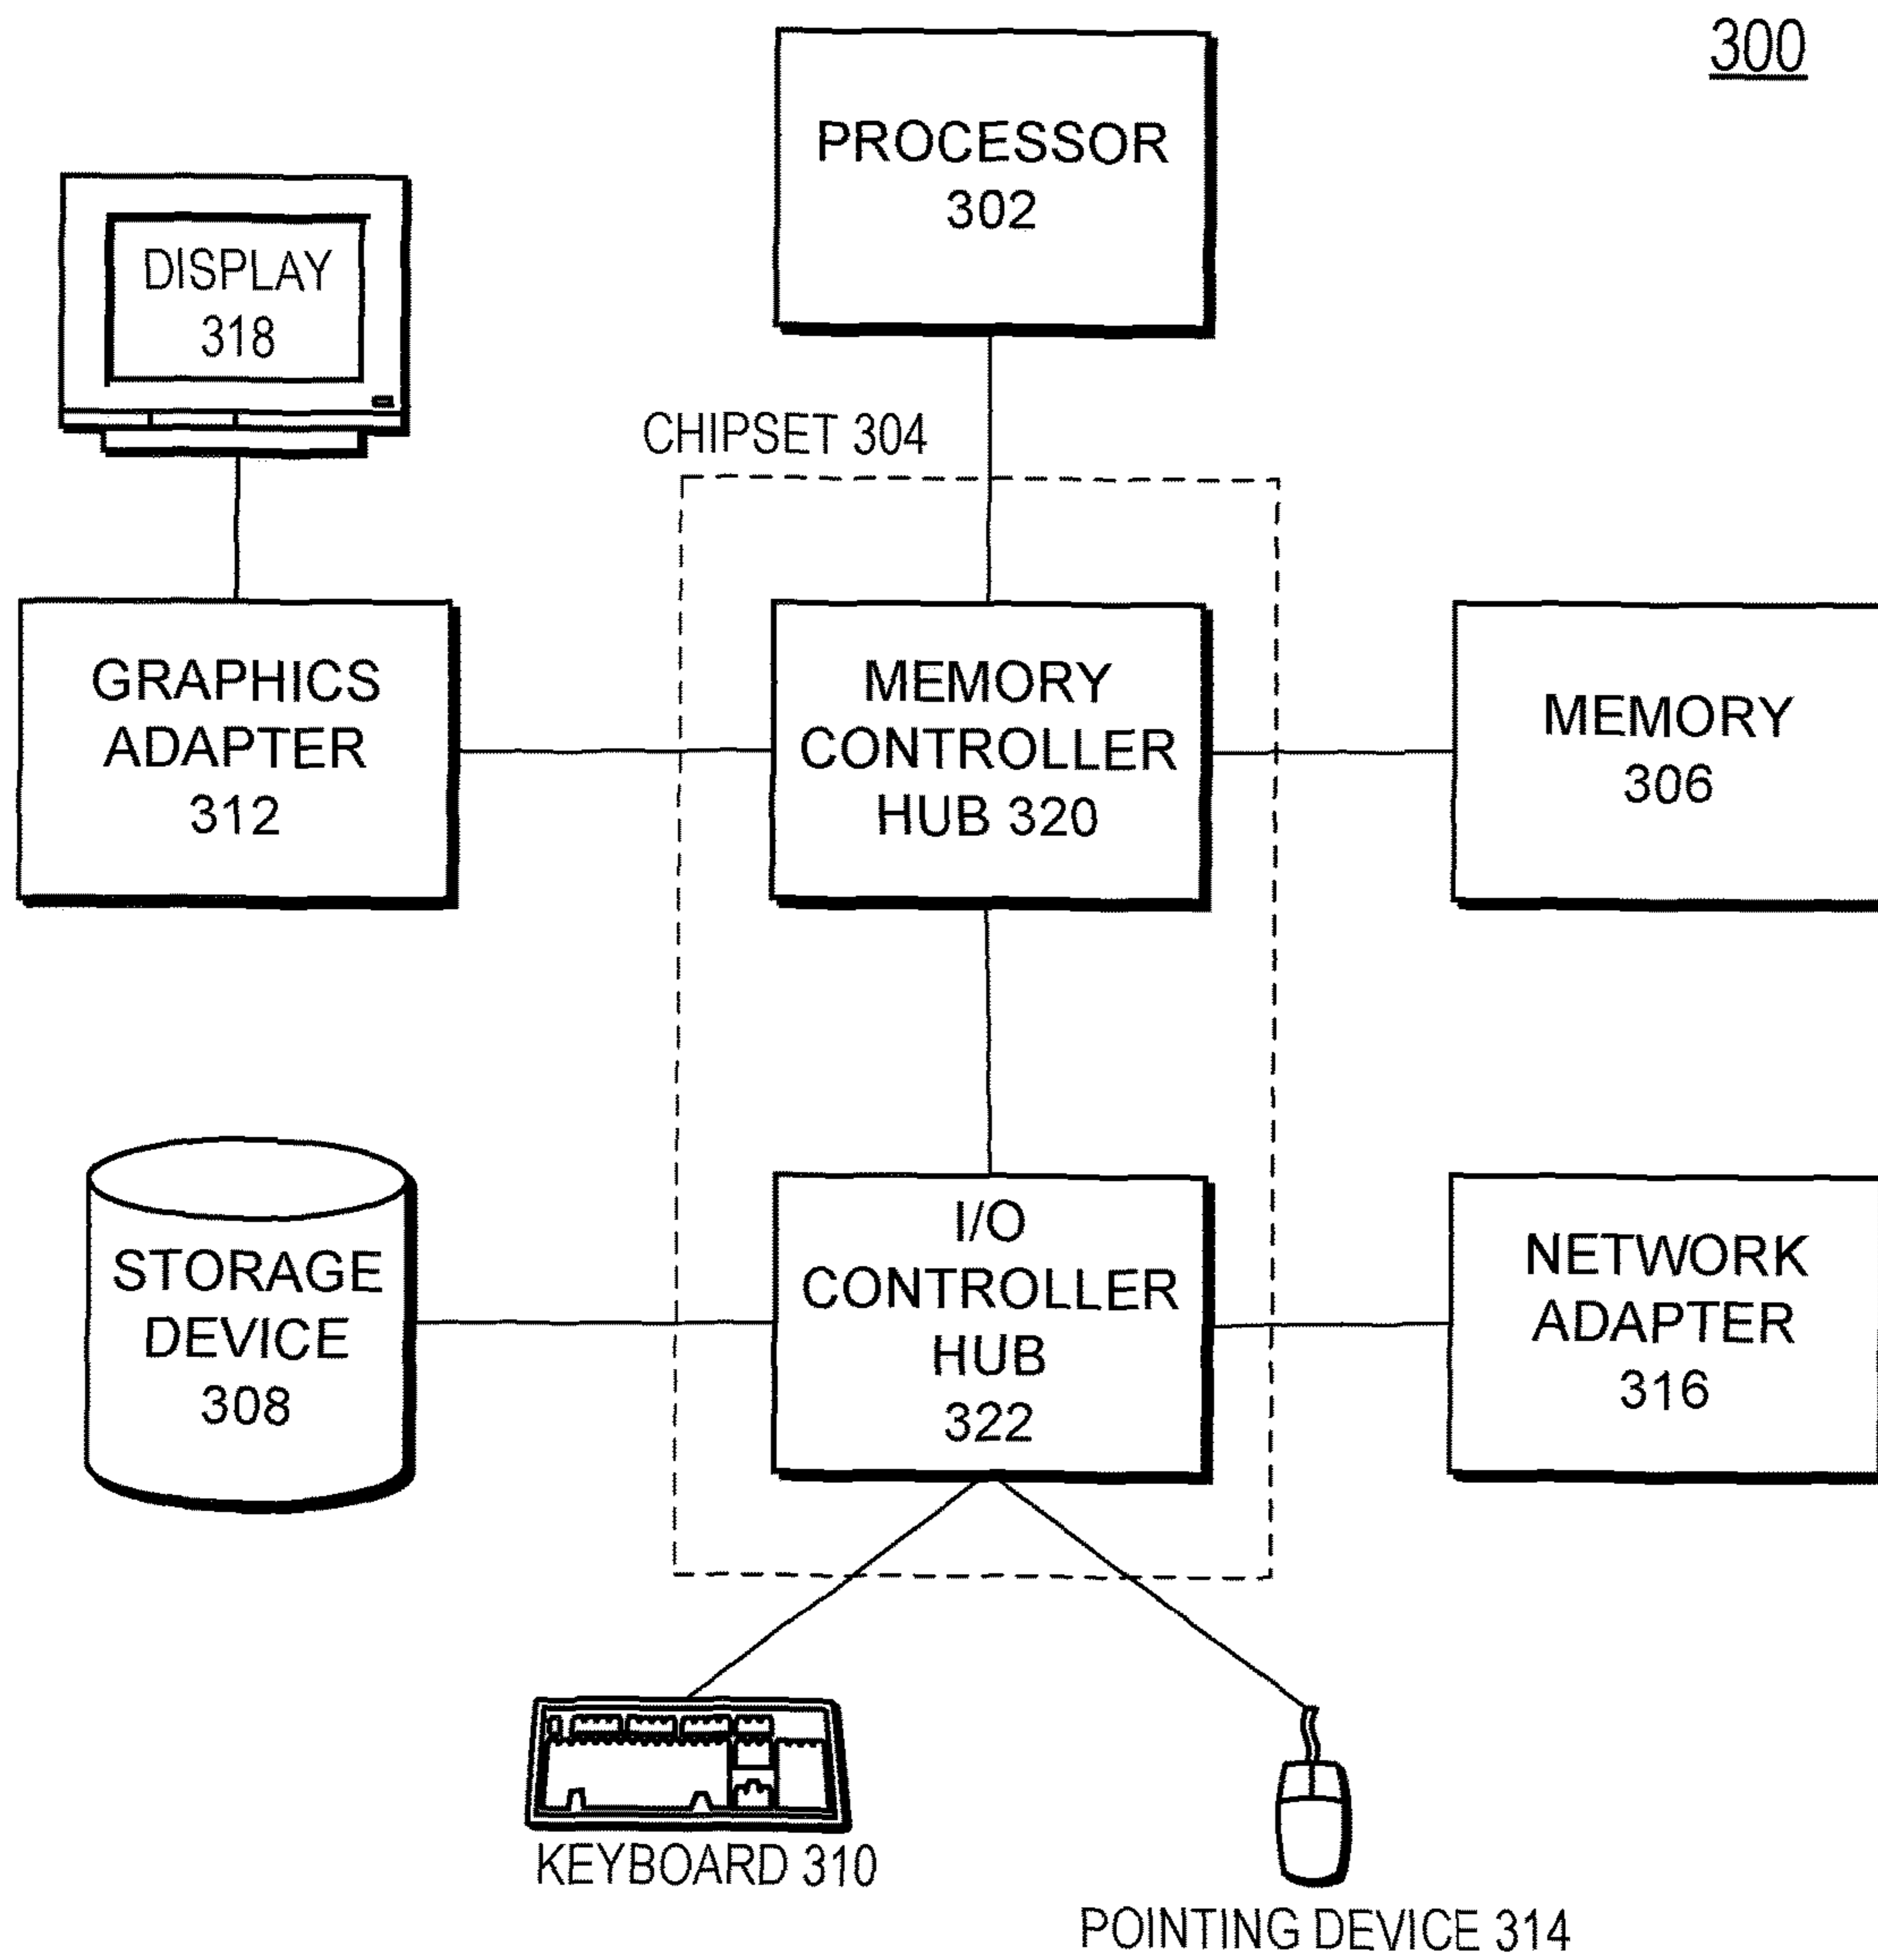 300
PROCESSOR
302
DISPLAY
318
CHIPSET 304
GRAPHICS
ADAPTER
312
MEMORY
CONTROLLER
HUB 320
MEMORY
306
STORAGE
DEVICE
308
I/O
CONTROLLER
HUB
322
NETWORK
ADAPTER
316
KEYBOARD 310
POINTING DEVICE 314